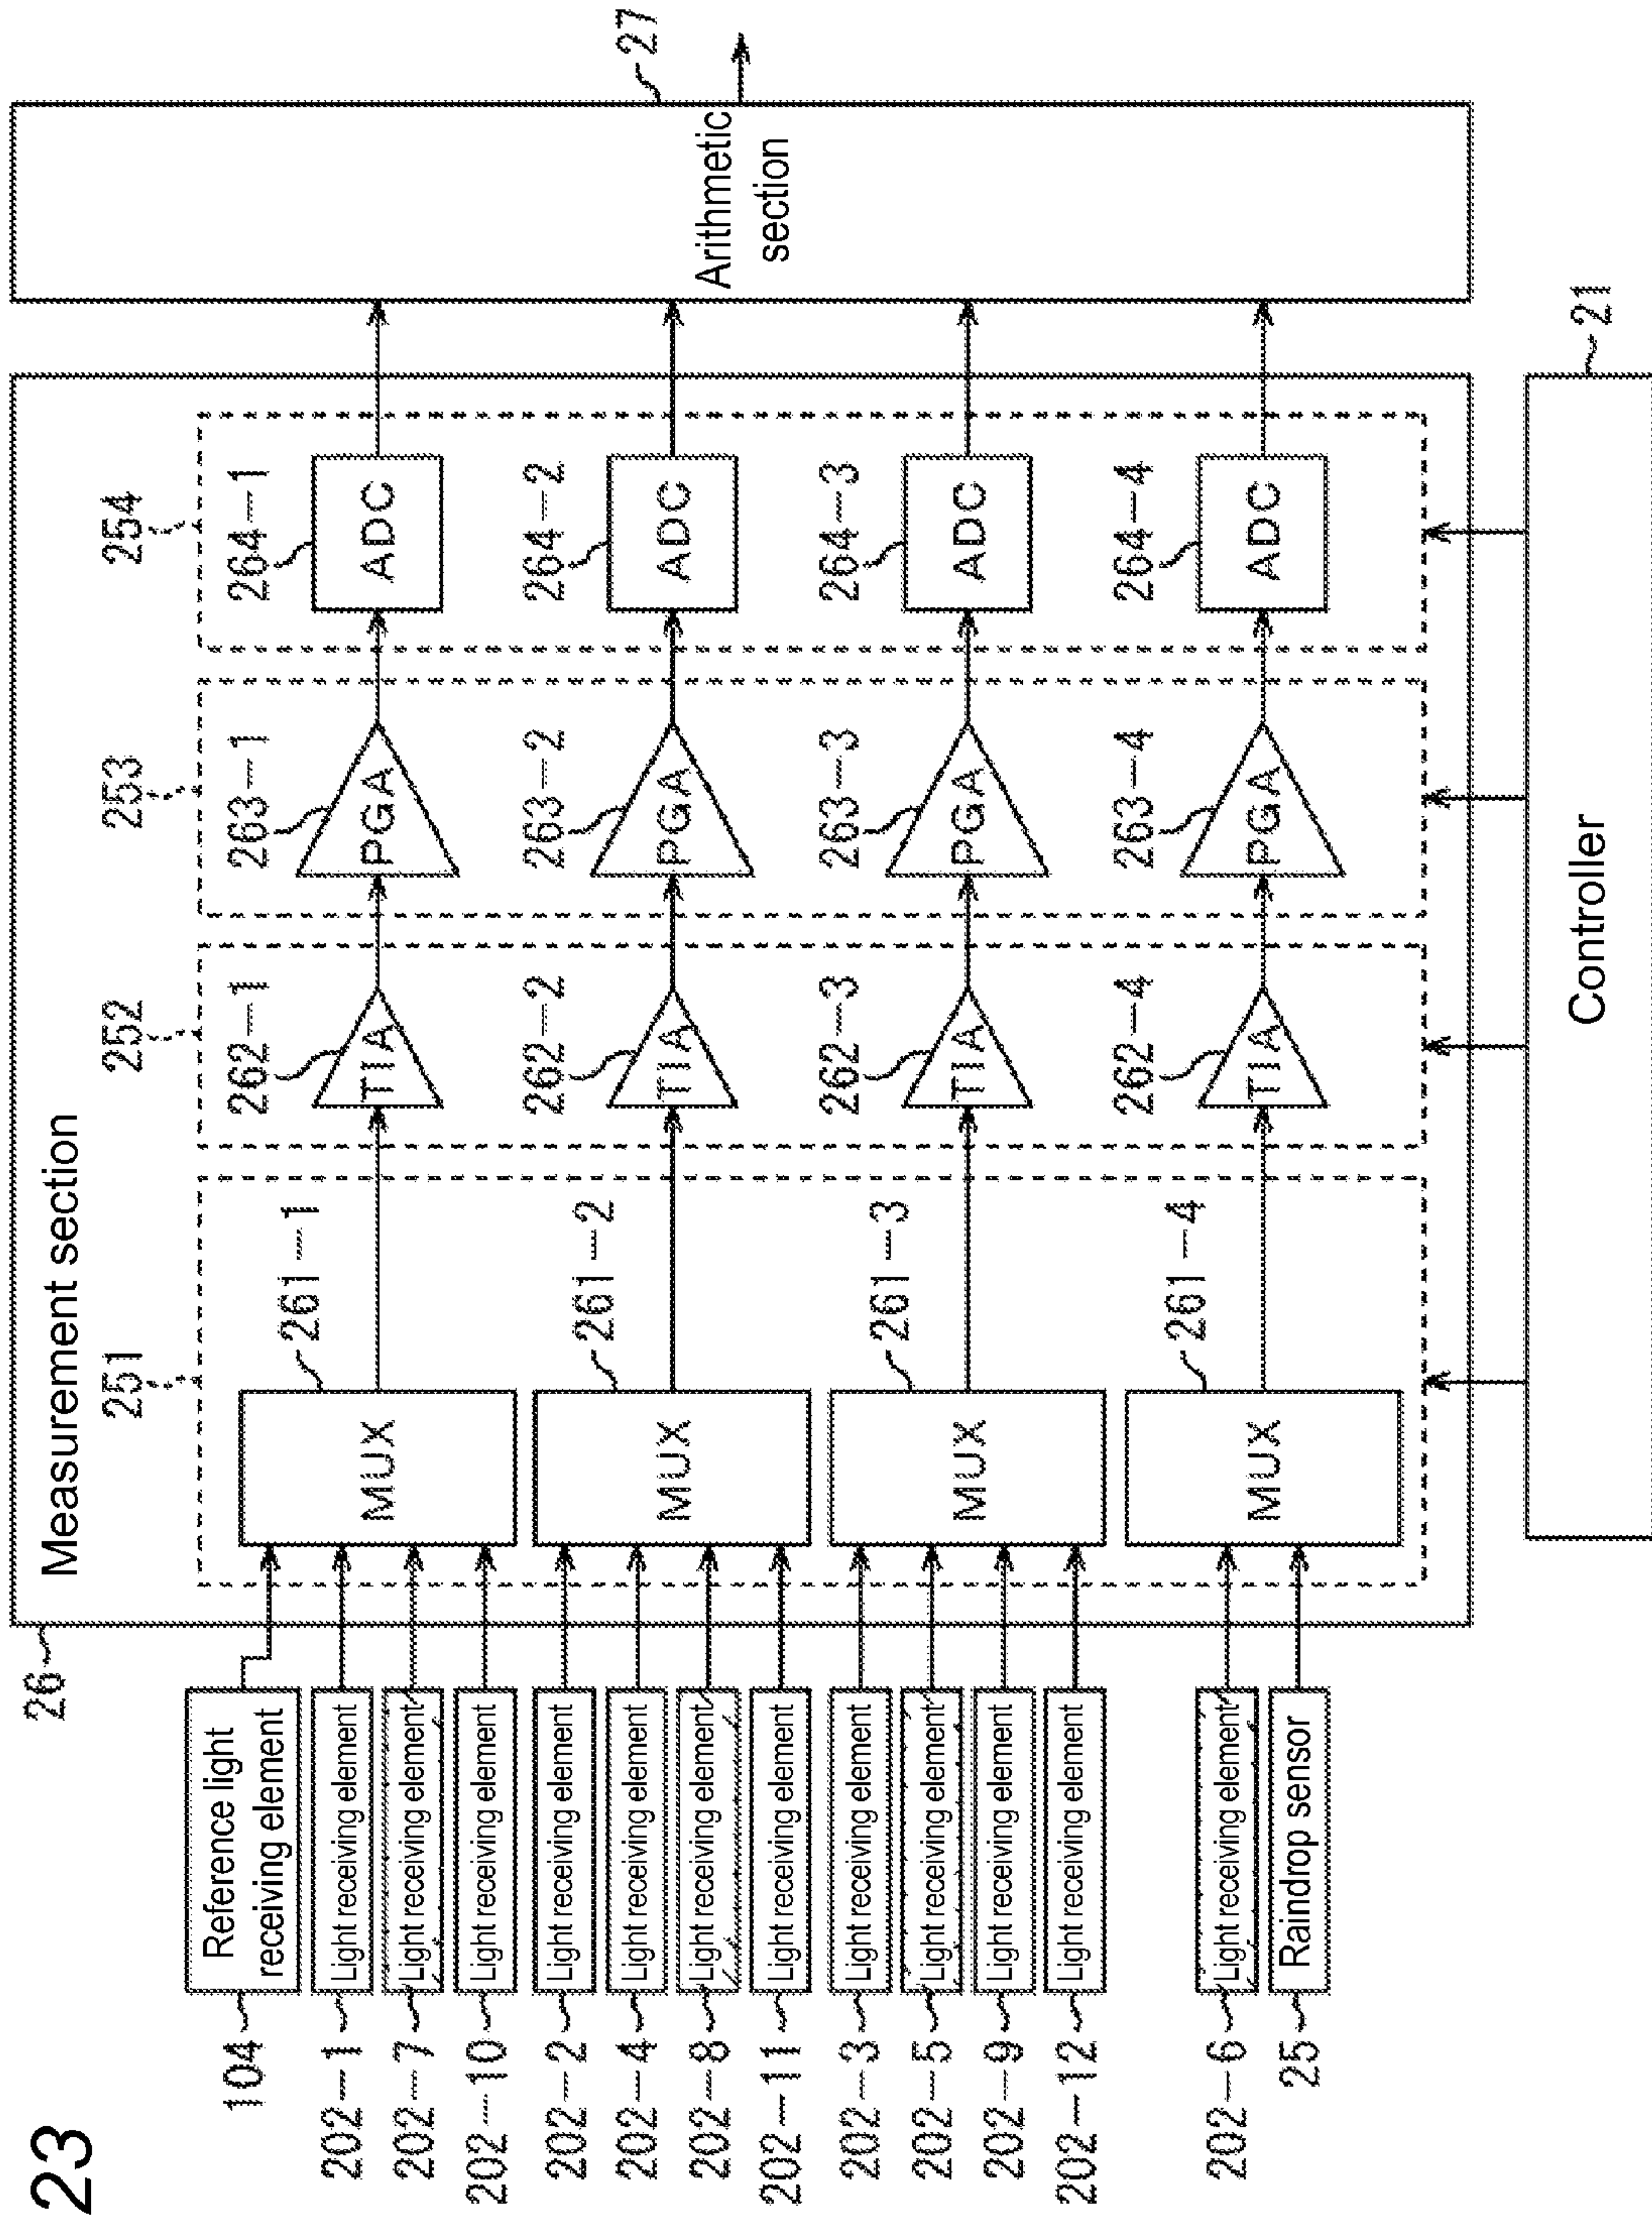 23
26
Measurement section
251
252
253
254
27
104
Reference light
receiving element
202-1
Light receiving element
202-7
Light receiving element
202-10
Light receiving element
MUX
261-1
TIA
262-1
PGA
263-1
ADC
264-1
202-2
Light receiving element
202-4
Light receiving element
202-8
Light receiving element
202-11
Light receiving element
MUX
261-2
TIA
262-2
PGA
263-2
ADC
264-2
Arithmetic
section
202-3
Light receiving element
202-5
Light receiving element
202-9
Light receiving element
202-12
Light receiving element
MUX
261-3
TIA
262-3
PGA
263-3
ADC
264-3
202-6
Light receiving element
25
Raindrop sensor
MUX
261-4
TIA
262-4
PGA
263-4
ADC
264-4
Controller
21